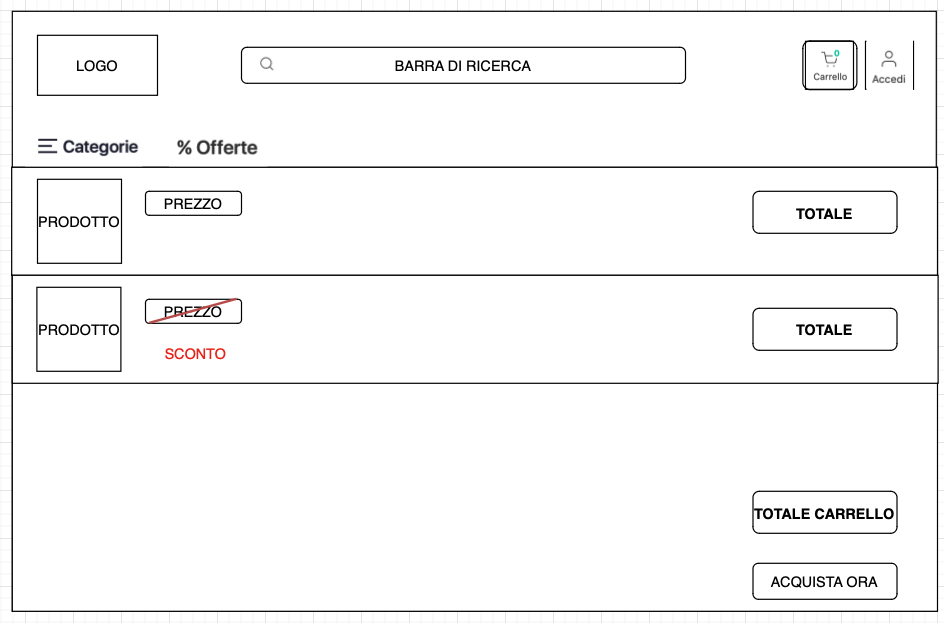 LOGO
BARRA DI RICERCA
0
Carrello
Accedi
Categorie
% Offerte
PRODOTTO
PREZZO
TOTALE
PRODOTTO
PREZZO
SCONTO
TOTALE
TOTALE CARRELLO
ACQUISTA ORA